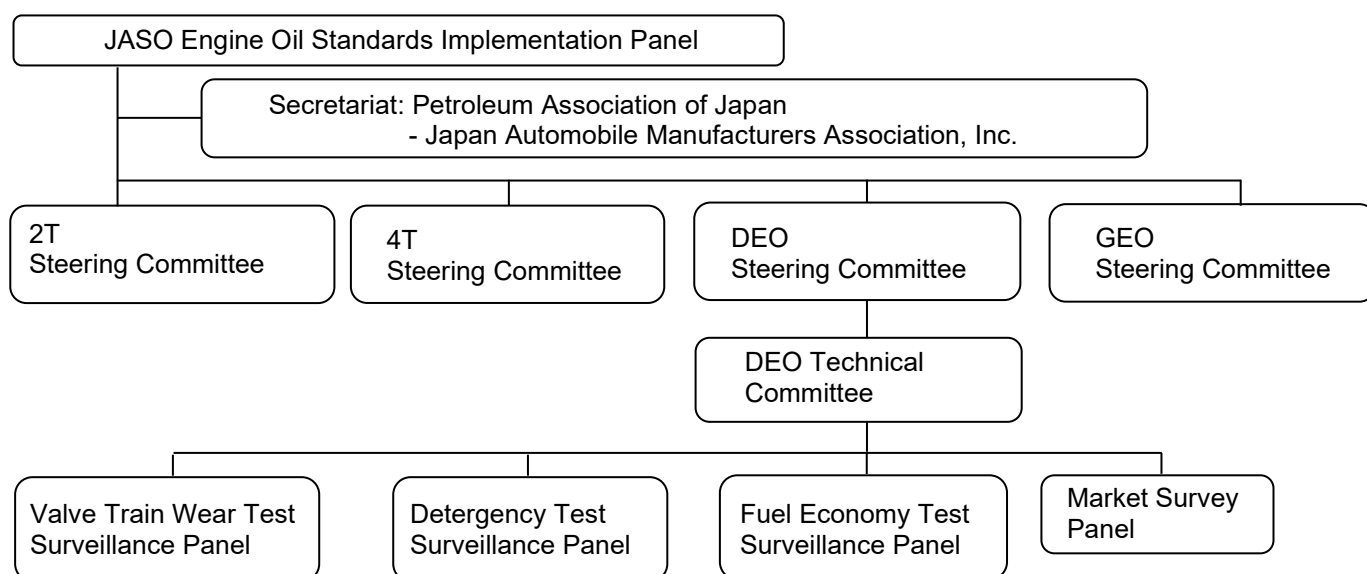 JASO Engine Oil Standards Implementation Panel
Secretariat: Petroleum Association of Japan
- Japan Automobile Manufacturers Association, Inc.
2T
Steering Committee
4T
Steering Committee
DEO
Steering Committee
GEO
Steering Committee
DEO Technical
Committee
Valve Train Wear Test
Surveillance Panel
Detergency Test
Surveillance Panel
Fuel Economy Test
Surveillance Panel
Market Survey
Panel